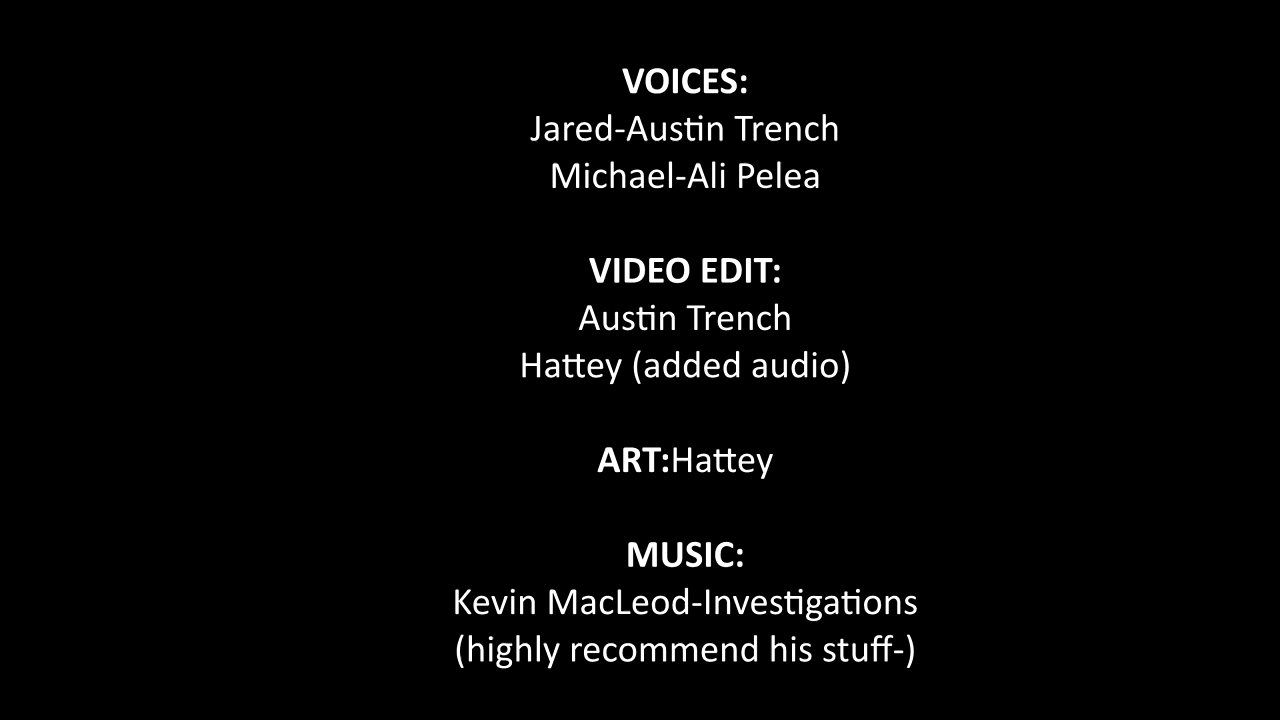 VOICES:
Jared-Austin Trench
Michael-Ali Pelea
VIDEO EDIT:
Austin Trench
Hattey (added audio)
ART:Hattey
MUSIC:
Kevin MacLeod-Investigations
(highly recommend his stuff-)